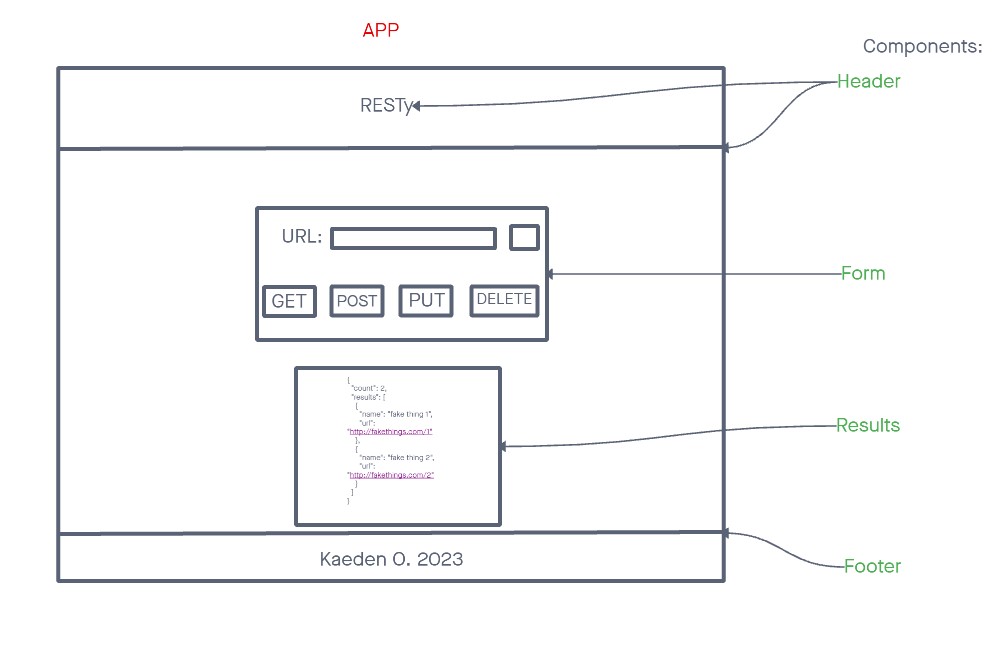 APP
Components:
Header
RESTy
URL:
GET
POST
PUT
DELETE
Form
{
"count": 2,
"results": [
{
"name": "fake thing 1",
"url":
"http://fakethings.com/1"
},
{
"name": "fake thing 2",
"url":
"http://fakethings.com/2"
}
]
}
Results
Kaeden O. 2023
Footer